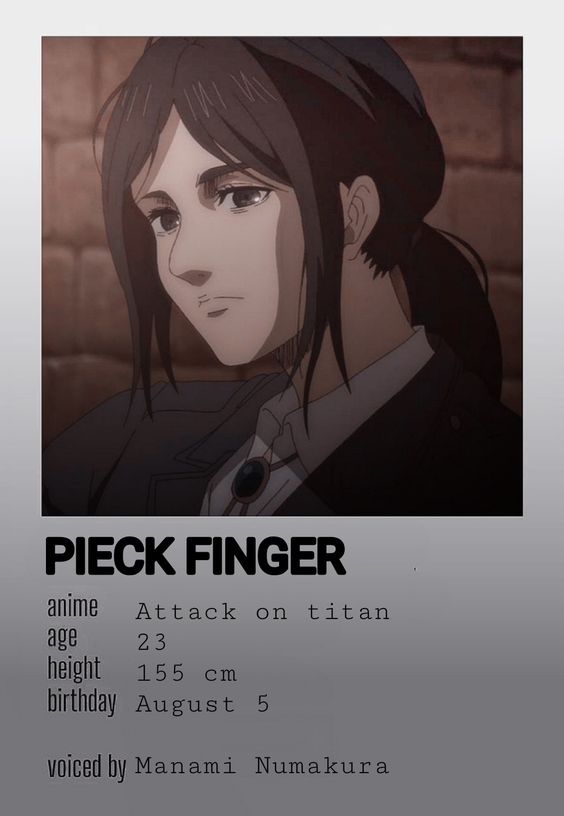 PIECK FINGER
anime Attack on titan
age 23
height 155 cm
birthday August 5
voiced by Manami Numakura